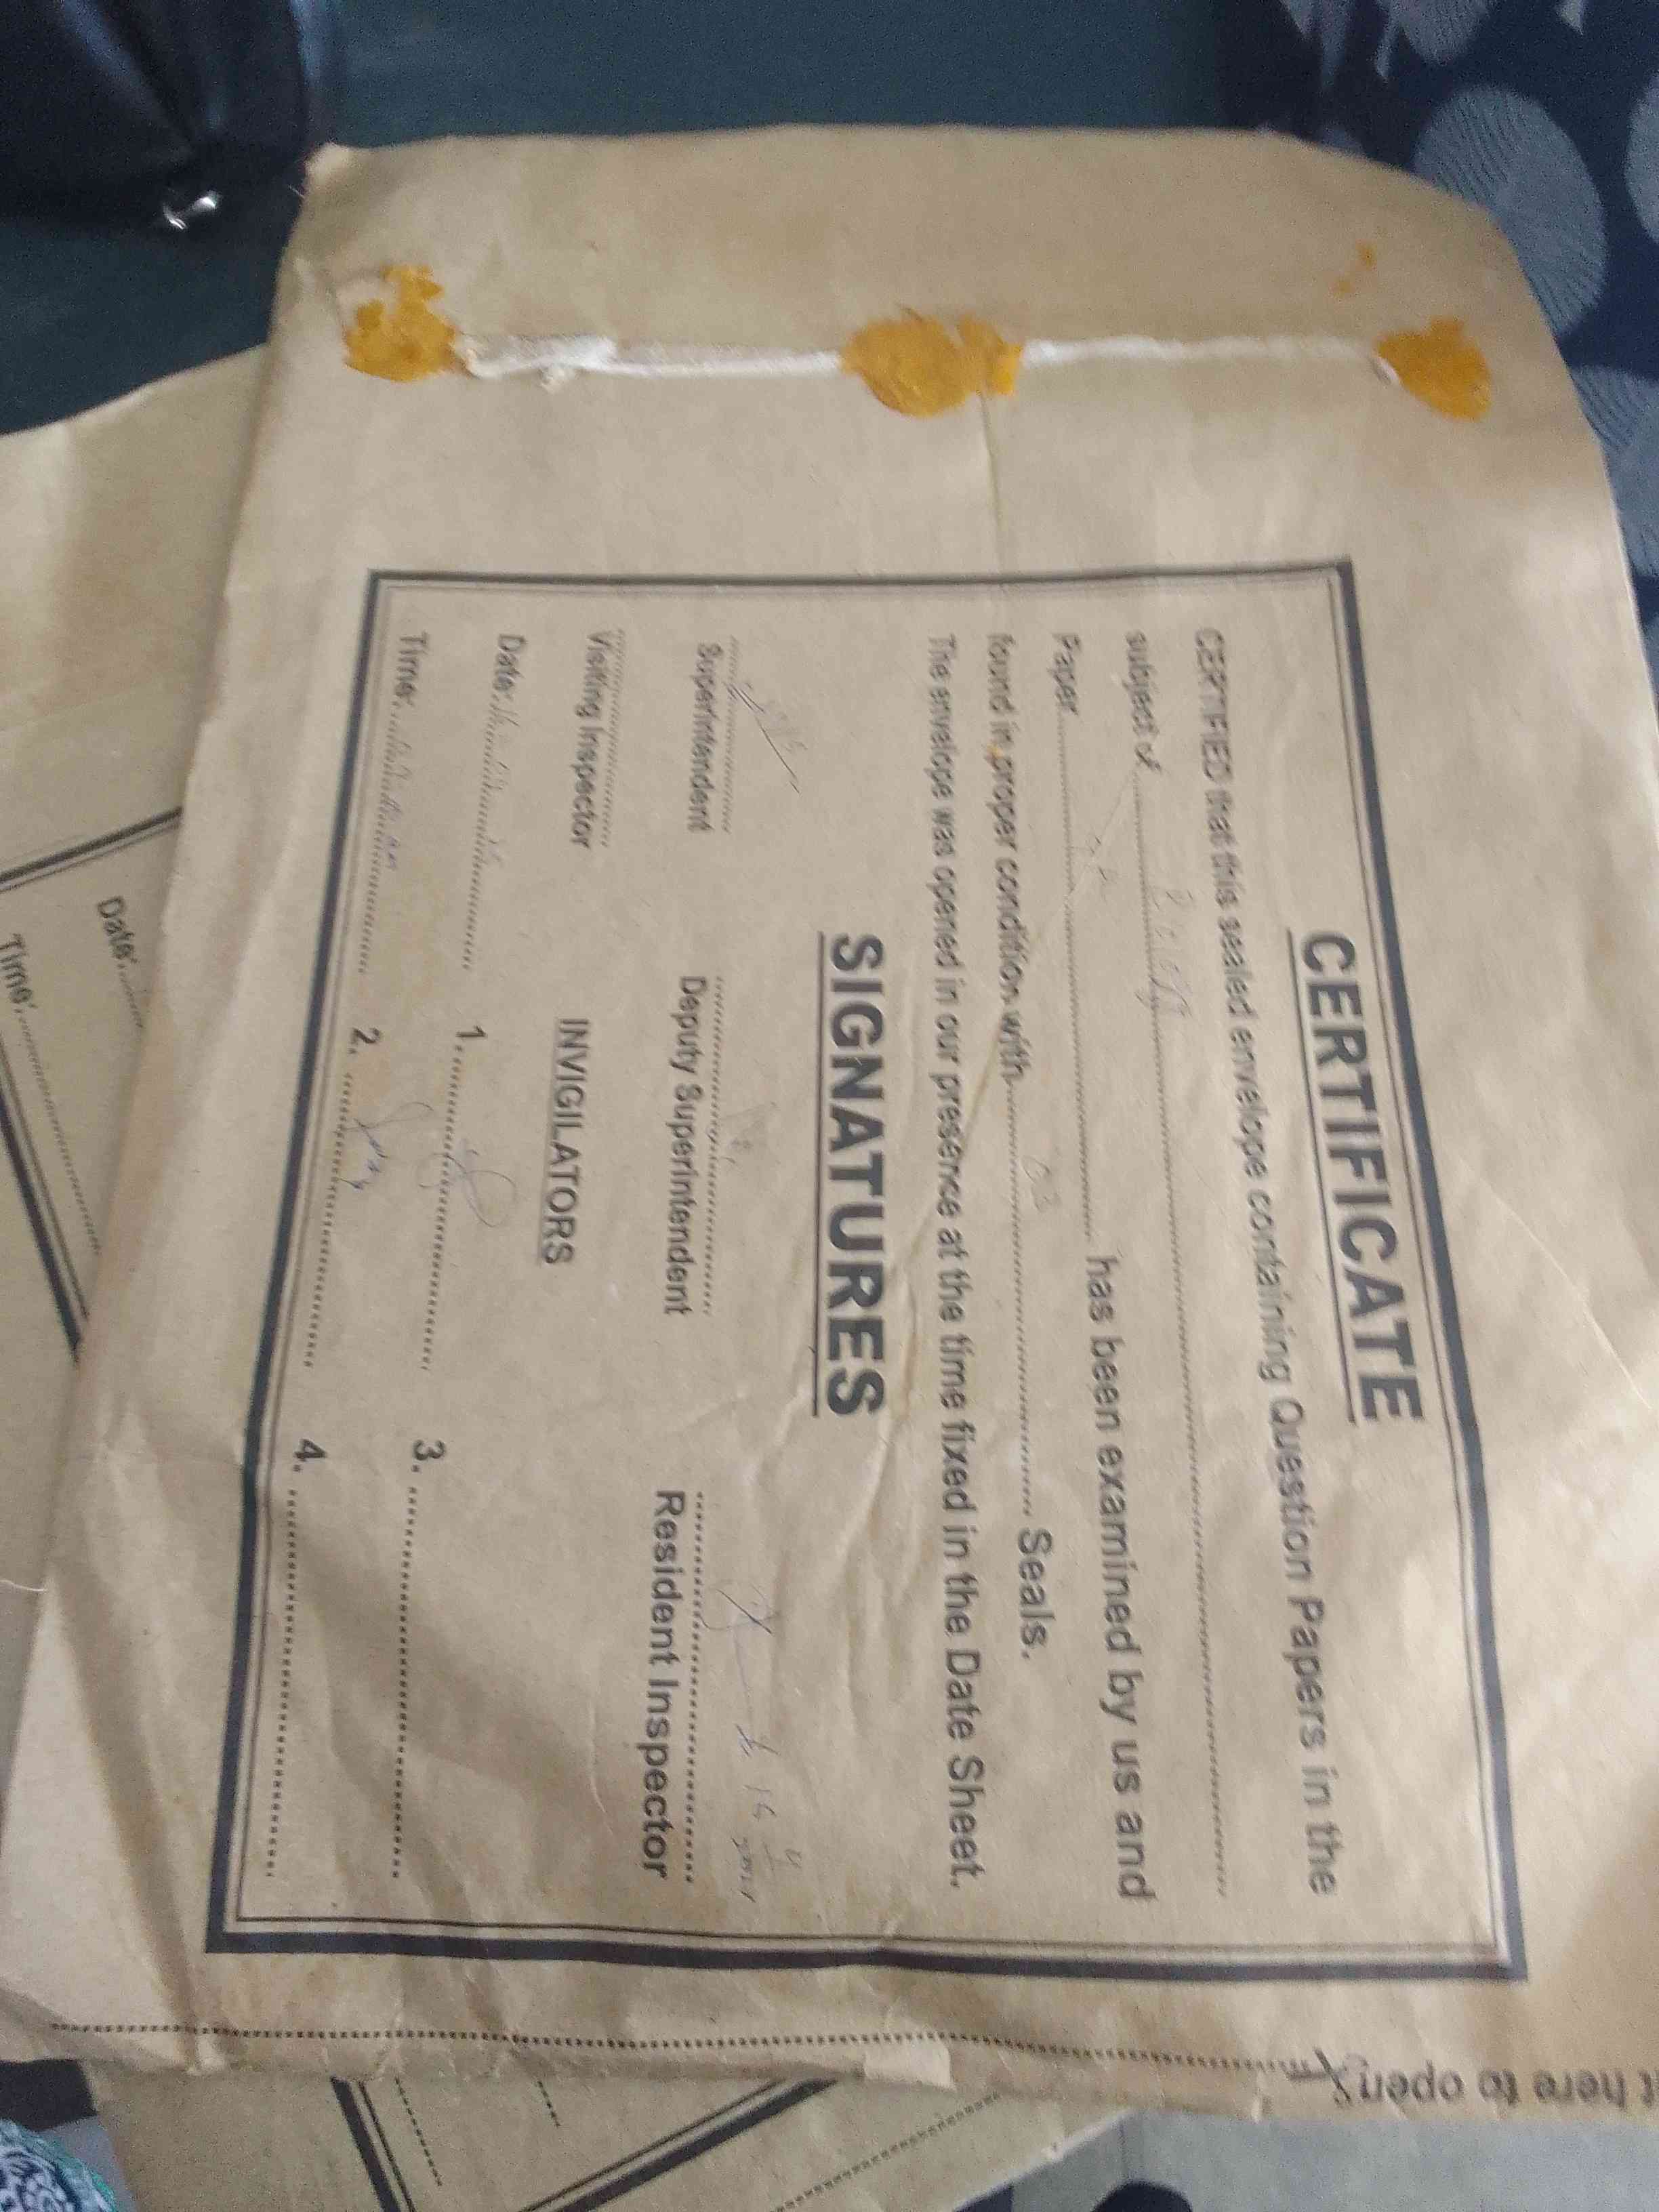 CERTIFICATE
CERTIFIED that this sealed envelope containing Question Papers in the
subject of.......... Biology ..........
Paper.................... has been examined by us and
found in proper condition with.......... 03 .......... Seals.
The envelope was opened in our presence at the time fixed in the Date Sheet.
SIGNATURES
Superintendent Deputy Superintendent Resident Inspector
Visiting Inspector
INVIGILATORS
Date:.................... 1..................... 3. ....................
Time:.................... 2. .................... 4. ....................
t here to open
Date:....................
Time:....................